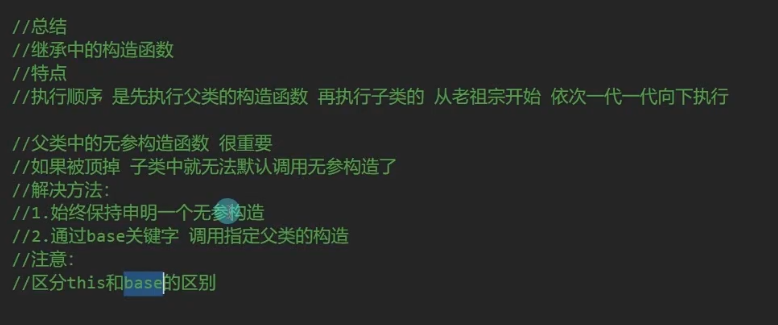 //总结
//继承中的构造函数
//特点
//执行顺序 是先执行父类的构造函数 再执行子类的 从老祖宗开始 依次一代一代向下执行
//父类中的无参构造函数 很重要
//如果被顶掉 子类中就无法默认调用无参构造了
//解决方法:
//1.始终保持申明一个无参构造
//2.通过base关键字 调用指定父类的构造
//注意:
//区分this和base的区别